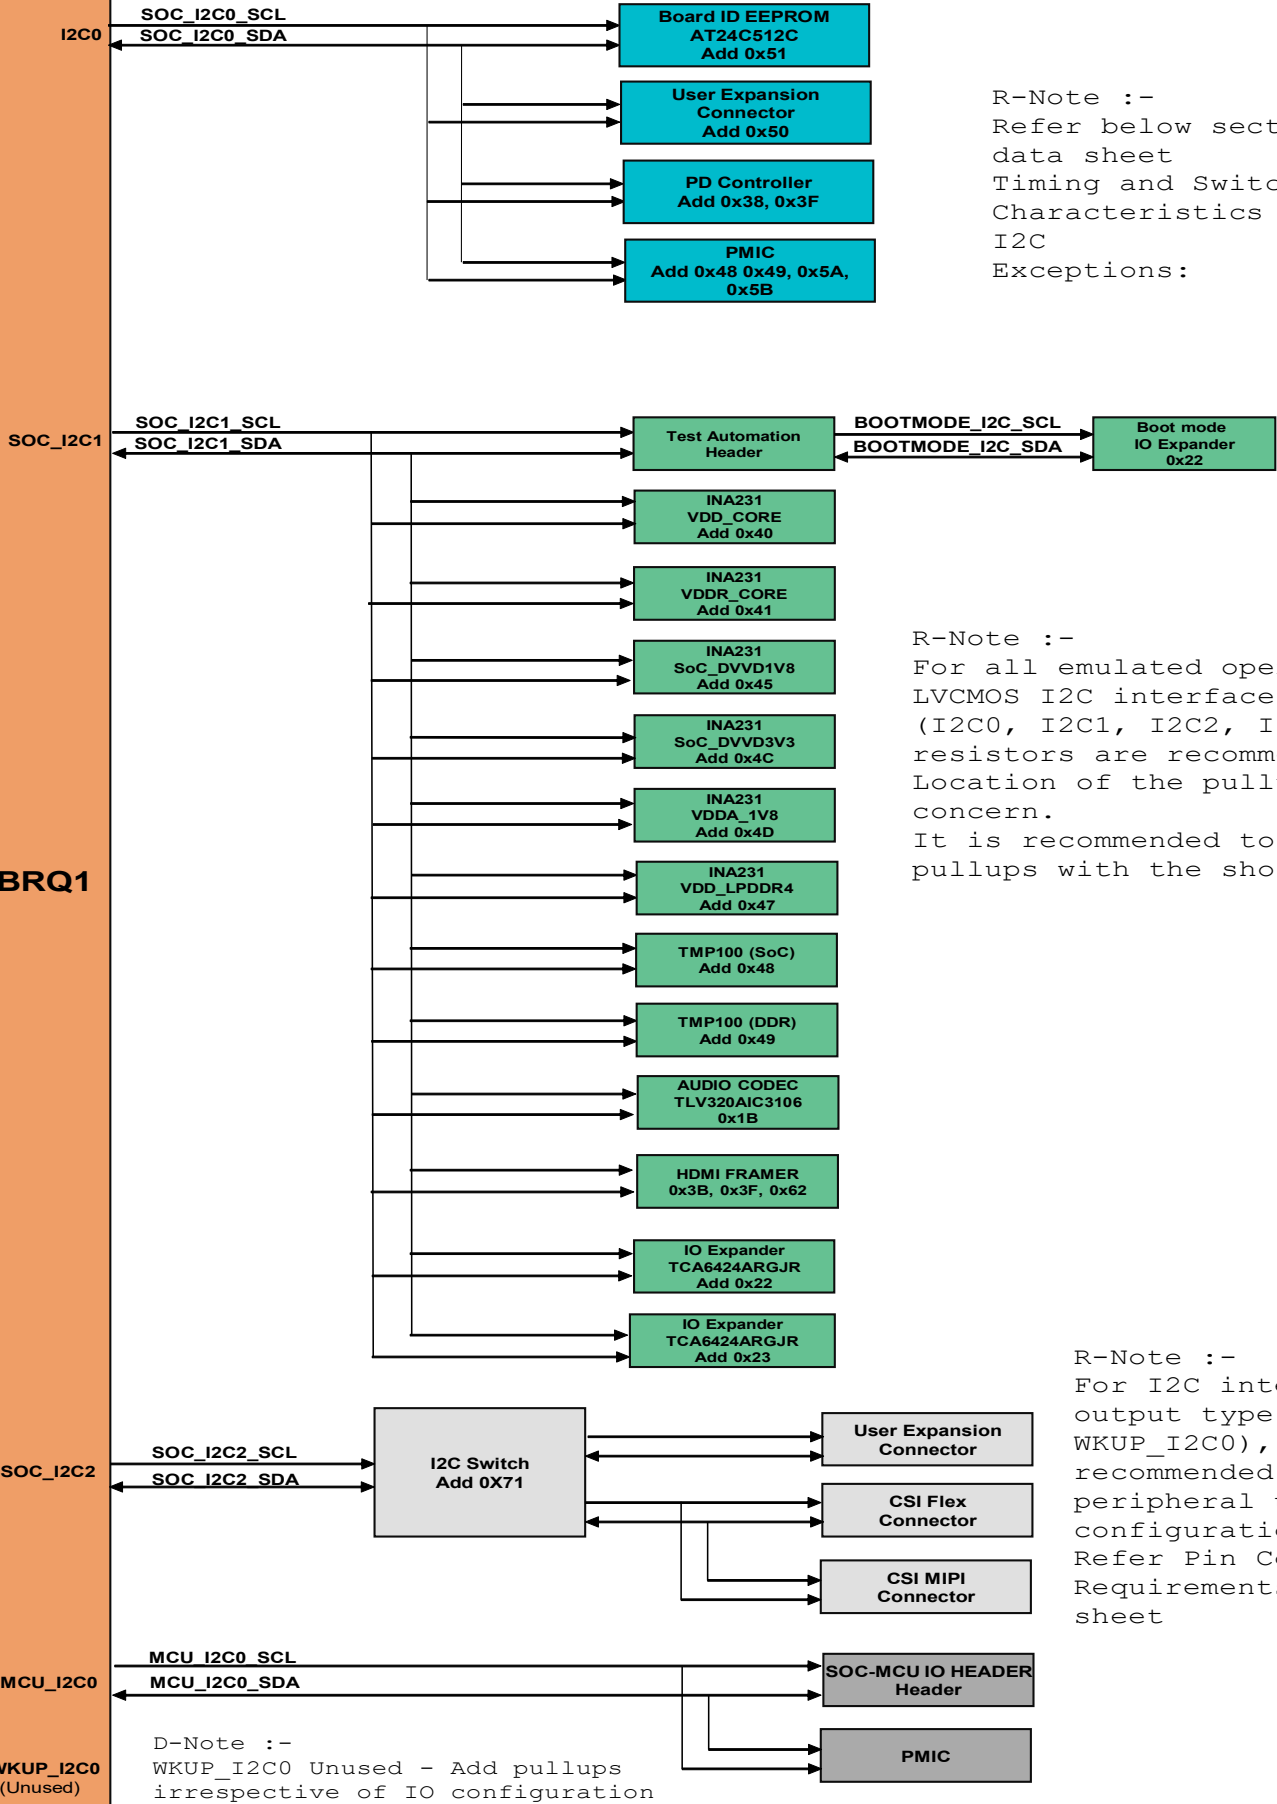 I2C0
SOC_I2C0_SCL
SOC_I2C0_SDA
Board ID EEPROM
AT24C512C
Add 0x51
User Expansion
Connector
Add 0x50
PD Controller
Add 0x38, 0x3F
PMIC
Add 0x48 0x49, 0x5A,
0x5B
R-Note :-
Refer below sect
data sheet
Timing and Switc
Characteristics
I2C
Exceptions:
SOC_I2C1
SOC_I2C1_SCL
SOC_I2C1_SDA
Test Automation
Header
BOOTMODE_I2C_SCL
BOOTMODE_I2C_SDA
Boot mode
IO Expander
0x22
INA231
VDD_CORE
Add 0x40
INA231
VDDR_CORE
Add 0x41
INA231
SoC_DVVD1V8
Add 0x45
INA231
SoC_DVVD3V3
Add 0x4C
INA231
VDDA_1V8
Add 0x4D
INA231
VDD_LPDDR4
Add 0x47
TMP100 (SoC)
Add 0x48
TMP100 (DDR)
Add 0x49
AUDIO CODEC
TLV320AIC3106
0x1B
HDMI FRAMER
0x3B, 0x3F, 0x62
IO Expander
TCA6424ARGJR
Add 0x22
IO Expander
TCA6424ARGJR
Add 0x23
R-Note :-
For all emulated ope
LVCMOS I2C interface
(I2C0, I2C1, I2C2, I
resistors are recomm
Location of the pull
concern.
It is recommended to
pullups with the sho
BRQ1
SOC_I2C2
SOC_I2C2_SCL
SOC_I2C2_SDA
I2C Switch
Add 0X71
User Expansion
Connector
CSI Flex
Connector
CSI MIPI
Connector
R-Note :-
For I2C inte
output type
WKUP_I2C0),
recommended
peripheral
configurati
Refer Pin C
Requirement
sheet
MCU_I2C0
MCU_I2C0_SCL
MCU_I2C0_SDA
SOC-MCU IO HEADER
Header
PMIC
WKUP_I2C0
(Unused)
D-Note :-
WKUP_I2C0 Unused - Add pullups
irrespective of IO configuration